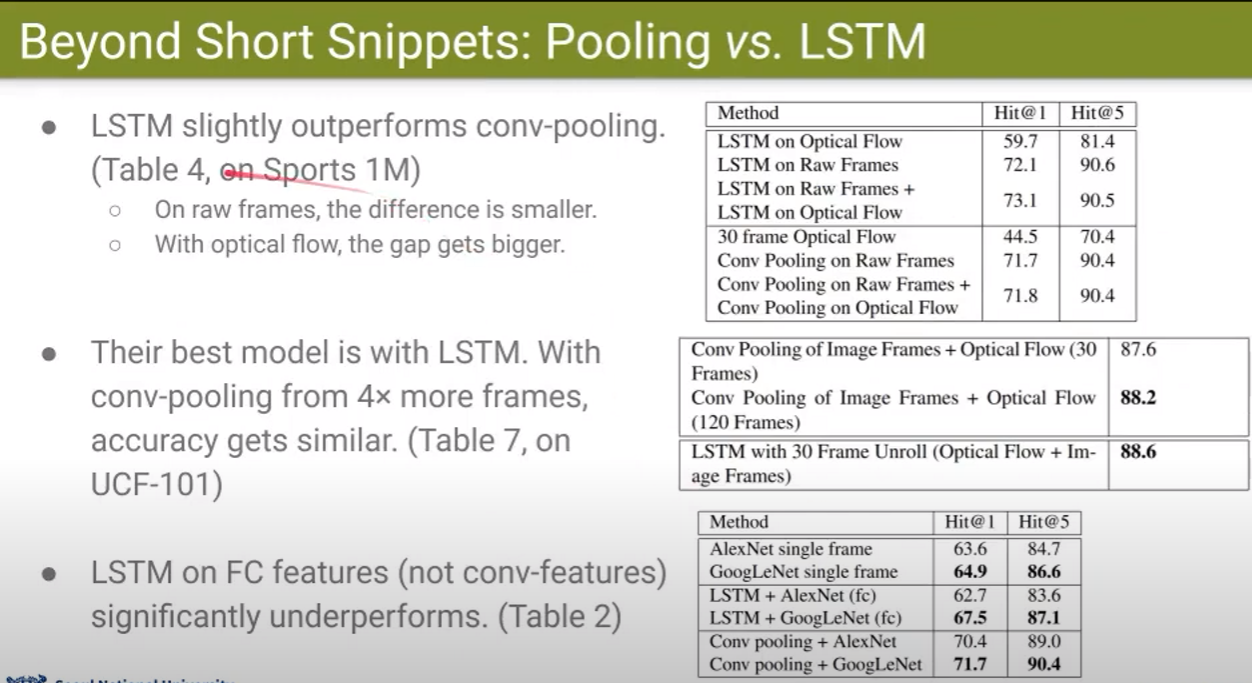 Beyond Short Snippets: Pooling vs. LSTM
● LSTM slightly outperforms conv-pooling.
(Table 4, on Sports 1M)
○ On raw frames, the difference is smaller.
○ With optical flow, the gap gets bigger.
● Their best model is with LSTM. With
conv-pooling from 4× more frames,
accuracy gets similar. (Table 7, on
UCF-101)
● LSTM on FC features (not conv-features)
significantly underperforms. (Table 2)
Method Hit@1 Hit@5
LSTM on Optical Flow 59.7 81.4
LSTM on Raw Frames 72.1 90.6
LSTM on Raw Frames +
LSTM on Optical Flow 73.1 90.5
30 frame Optical Flow 44.5 70.4
Conv Pooling on Raw Frames 71.7 90.4
Conv Pooling on Raw Frames +
Conv Pooling on Optical Flow 71.8 90.4
Conv Pooling of Image Frames + Optical Flow (30 87.6
Frames)
Conv Pooling of Image Frames + Optical Flow 88.2
(120 Frames)
LSTM with 30 Frame Unroll (Optical Flow + Im- 88.6
age Frames)
Method Hit@1 Hit@5
AlexNet single frame 63.6 84.7
GoogLeNet single frame 64.9 86.6
LSTM + AlexNet (fc) 62.7 83.6
LSTM + GoogLeNet (fc) 67.5 87.1
Conv pooling + AlexNet 70.4 89.0
Conv pooling + GoogLeNet 71.7 90.4
Seoul National University